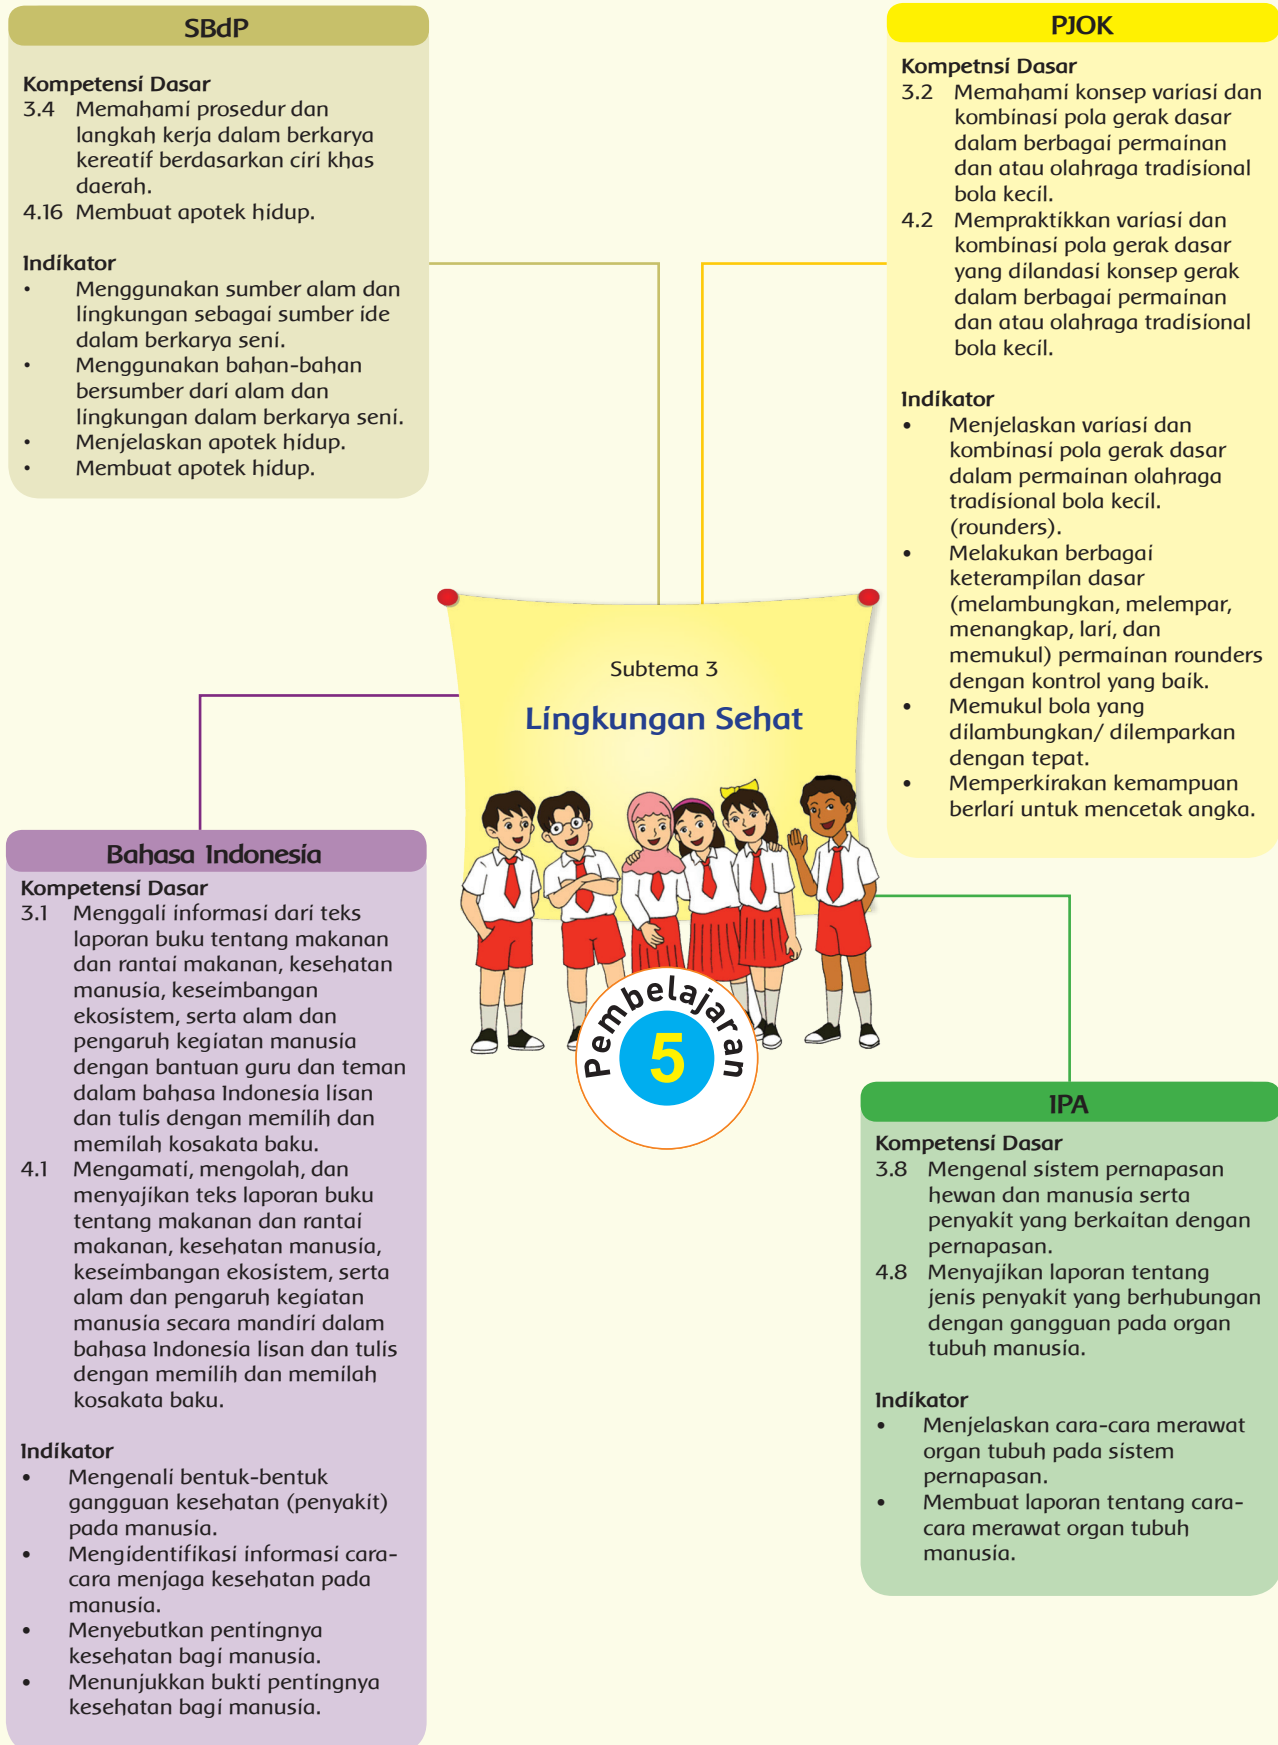 SBdP
Kompetensi Dasar
3.4 Memahami prosedur dan
langkah kerja dalam berkarya
kereatif berdasarkan ciri khas
daerah.
4.16 Membuat apotek hidup.
Indikator
• Menggunakan sumber alam dan
lingkungan sebagai sumber ide
dalam berkarya seni.
• Menggunakan bahan-bahan
bersumber dari alam dan
lingkungan dalam berkarya seni.
• Menjelaskan apotek hidup.
• Membuat apotek hidup.
PJOK
Kompetnsi Dasar
3.2 Memahami konsep variasi dan
kombinasi pola gerak dasar
dalam berbagai permainan
dan atau olahraga tradisional
bola kecil.
4.2 Mempraktikkan variasi dan
kombinasi pola gerak dasar
yang dilandasi konsep gerak
dalam berbagai permainan
dan atau olahraga tradisional
bola kecil.
Indikator
• Menjelaskan variasi dan
kombinasi pola gerak dasar
dalam permainan olahraga
tradisional bola kecil.
(rounders).
• Melakukan berbagai
keterampilan dasar
(melambungkan, melempar,
menangkap, lari, dan
memukul) permainan rounders
dengan kontrol yang baik.
• Memukul bola yang
dilambungkan/ dilemparkan
dengan tepat.
• Memperkirakan kemampuan
berlari untuk mencetak angka.
Subtema 3
Lingkungan Sehat
Pembelajaran
5
Bahasa Indonesia
Kompetensi Dasar
3.1 Menggali informasi dari teks
laporan buku tentang makanan
dan rantai makanan, kesehatan
manusia, keseimbangan
ekosistem, serta alam dan
pengaruh kegiatan manusia
dengan bantuan guru dan teman
dalam bahasa Indonesia lisan
dan tulis dengan memilih dan
memilah kosakata baku.
4.1 Mengamati, mengolah, dan
menyajikan teks laporan buku
tentang makanan dan rantai
makanan, kesehatan manusia,
keseimbangan ekosistem, serta
alam dan pengaruh kegiatan
manusia secara mandiri dalam
bahasa Indonesia lisan dan tulis
dengan memilih dan memilah
kosakata baku.
Indikator
• Mengenali bentuk-bentuk
gangguan kesehatan (penyakit)
pada manusia.
• Mengidentifikasi informasi cara-
cara menjaga kesehatan pada
manusia.
• Menyebutkan pentingnya
kesehatan bagi manusia.
• Menunjukkan bukti pentingnya
kesehatan bagi manusia.
IPA
Kompetensi Dasar
3.8 Mengenal sistem pernapasan
hewan dan manusia serta
penyakit yang berkaitan dengan
pernapasan.
4.8 Menyajikan laporan tentang
jenis penyakit yang berhubungan
dengan gangguan pada organ
tubuh manusia.
Indikator
• Menjelaskan cara-cara merawat
organ tubuh pada sistem
pernapasan.
• Membuat laporan tentang cara-
cara merawat organ tubuh
manusia.